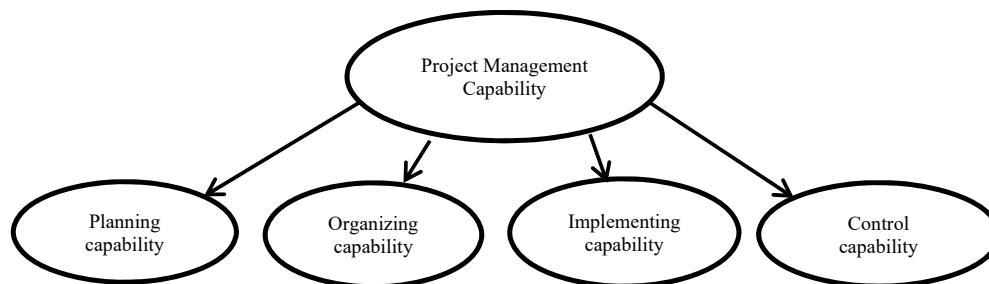 Project Management
Capability
Planning
capability
Organizing
capability
Implementing
capability
Control
capability